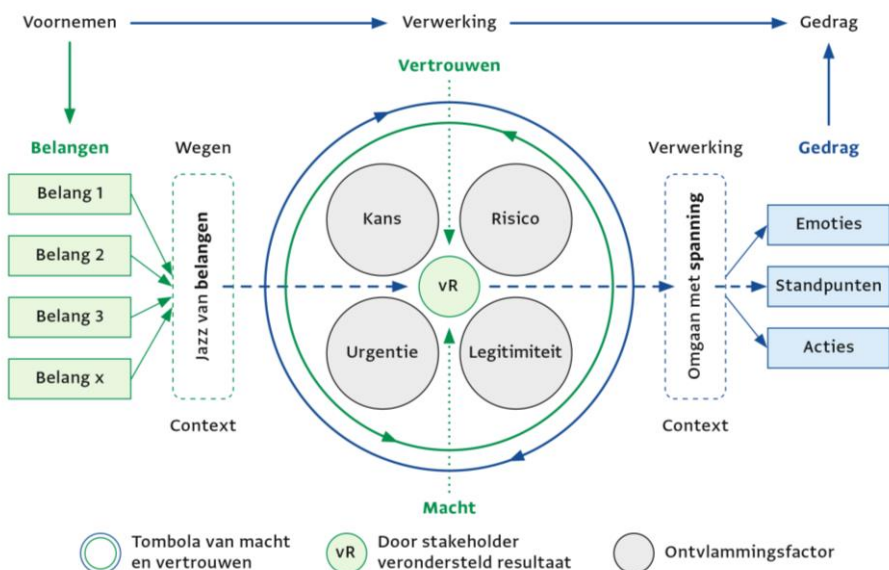 Voornemen
Verwerking
Gedrag
Vertrouwen
Belangen
Wegen
Verwerking
Gedrag
Belang 1
Belang 2
Belang 3
Belang x
Jazz van belangen
Kans
Risico
vR
Urgentie
Legitimiteit
Omgaan met spanning
Emoties
Standpunten
Acties
Context
Context
Macht
Tombola van macht
en vertrouwen
vR
Door stakeholder
verondersteld resultaat
Ontvlammingsfactor